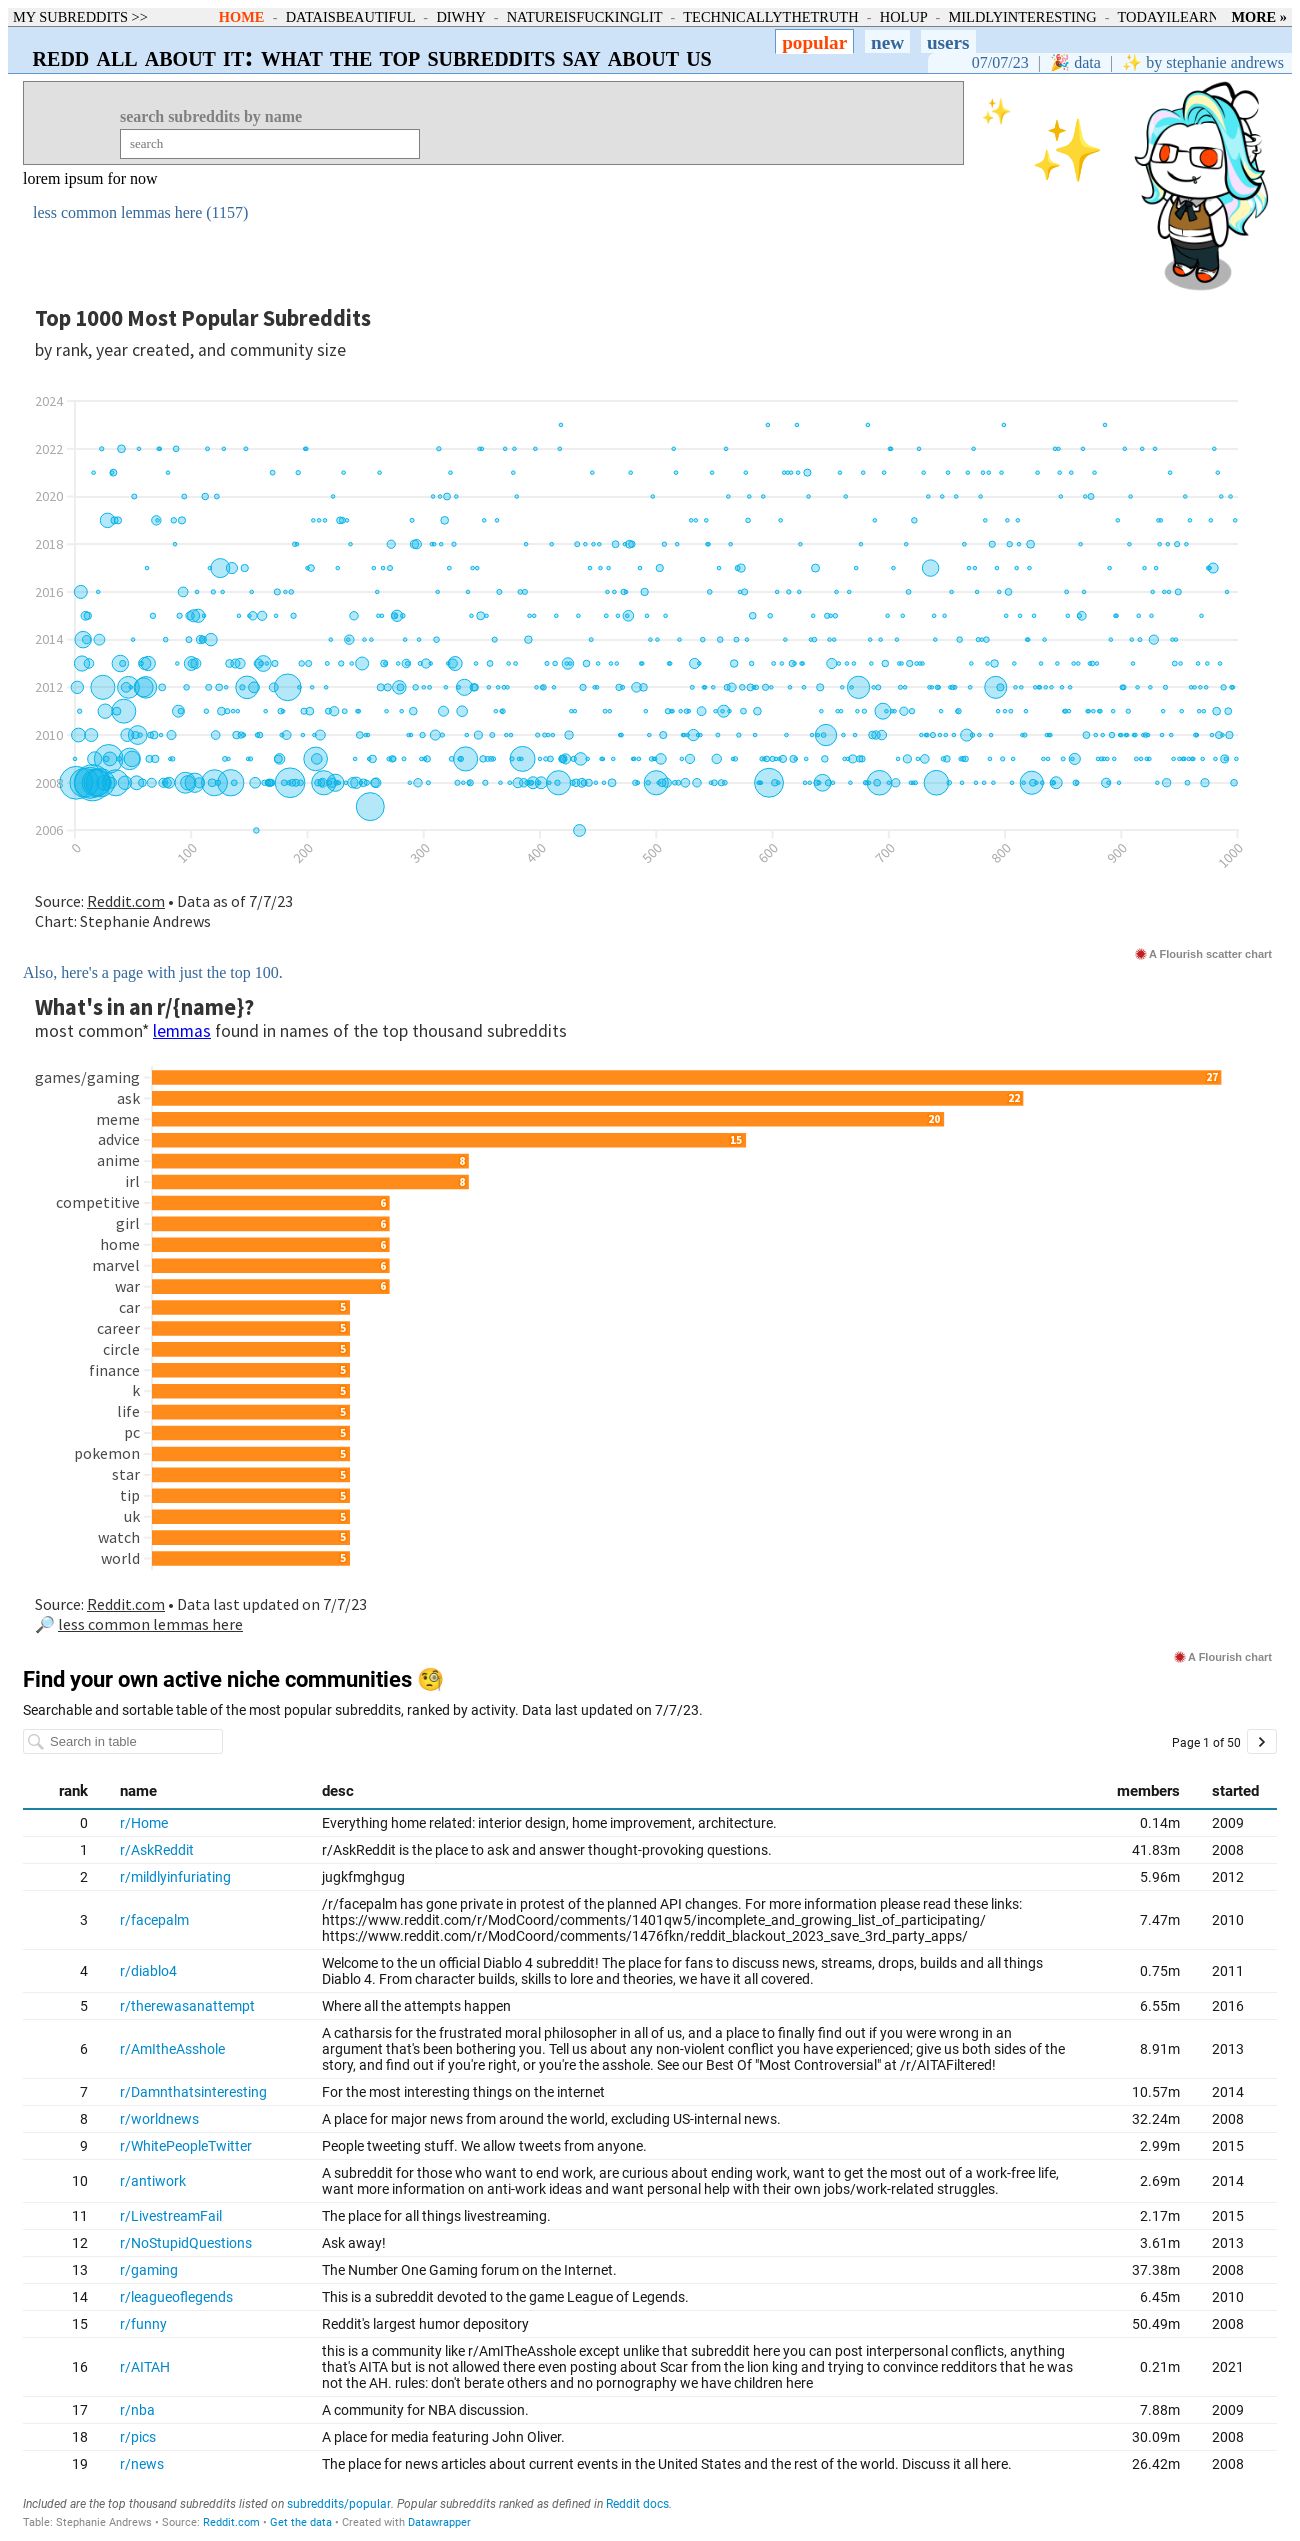 MY SUBREDDITS >> HOME - DATAISBEAUTIFUL - DIWHY - NATUREISFUCKINGLIT - TECHNICALLYTHETRUTH - HOLUP - MILDLYINTERESTING - TODAYILEARN MORE »
REDD ALL ABOUT IT: WHAT THE TOP SUBREDDITS SAY ABOUT US
popular new users
07/07/23 | 🎉 data | ✨ by stephanie andrews
search subreddits by name
search
lorem ipsum for now
less common lemmas here (1157)
Top 1000 Most Popular Subreddits
by rank, year created, and community size
2024
2022
2020
2018
2016
2014
2012
2010
2008
2006
0 100 200 300 400 500 600 700 800 900 1000
Source: Reddit.com • Data as of 7/7/23
Chart: Stephanie Andrews
A Flourish scatter chart
Also, here's a page with just the top 100.
What's in an r/{name}?
most common* lemmas found in names of the top thousand subreddits
games/gaming 27
ask 22
meme 20
advice 15
anime 8
irl 8
competitive 6
girl 6
home 6
marvel 6
war 6
car 5
career 5
circle 5
finance 5
k 5
life 5
pc 5
pokemon 5
star 5
tip 5
uk 5
watch 5
world 5
Source: Reddit.com • Data last updated on 7/7/23
🔎 less common lemmas here
A Flourish chart
Find your own active niche communities 🧐
Searchable and sortable table of the most popular subreddits, ranked by activity. Data last updated on 7/7/23.
Search in table
Page 1 of 50 >
rank name desc members started
0 r/Home Everything home related: interior design, home improvement, architecture. 0.14m 2009
1 r/AskReddit r/AskReddit is the place to ask and answer thought-provoking questions. 41.83m 2008
2 r/mildlyinfuriating jugkfmghgug 5.96m 2012
/r/facepalm has gone private in protest of the planned API changes. For more information please read these links:
3 r/facepalm https://www.reddit.com/r/ModCoord/comments/1401qw5/incomplete_and_growing_list_of_participating/ 7.47m 2010
https://www.reddit.com/r/ModCoord/comments/1476fkn/reddit_blackout_2023_save_3rd_party_apps/
4 r/diablo4 Welcome to the un official Diablo 4 subreddit! The place for fans to discuss news, streams, drops, builds and all things 0.75m 2011
Diablo 4. From character builds, skills to lore and theories, we have it all covered.
5 r/therewasanattempt Where all the attempts happen 6.55m 2016
A catharsis for the frustrated moral philosopher in all of us, and a place to finally find out if you were wrong in an
6 r/AmItheAsshole argument that's been bothering you. Tell us about any non-violent conflict you have experienced; give us both sides of the 8.91m 2013
story, and find out if you're right, or you're the asshole. See our Best Of "Most Controversial" at /r/AITAFiltered!
7 r/Damnthatsinteresting For the most interesting things on the internet 10.57m 2014
8 r/worldnews A place for major news from around the world, excluding US-internal news. 32.24m 2008
9 r/WhitePeopleTwitter People tweeting stuff. We allow tweets from anyone. 2.99m 2015
10 r/antiwork A subreddit for those who want to end work, are curious about ending work, want to get the most out of a work-free life, 2.69m 2014
want more information on anti-work ideas and want personal help with their own jobs/work-related struggles.
11 r/LivestreamFail The place for all things livestreaming. 2.17m 2015
12 r/NoStupidQuestions Ask away! 3.61m 2013
13 r/gaming The Number One Gaming forum on the Internet. 37.38m 2008
14 r/leagueoflegends This is a subreddit devoted to the game League of Legends. 6.45m 2010
15 r/funny Reddit's largest humor depository 50.49m 2008
this is a community like r/AmITheAsshole except unlike that subreddit here you can post interpersonal conflicts, anything
16 r/AITAH that's AITA but is not allowed there even posting about Scar from the lion king and trying to convince redditors that he was 0.21m 2021
not the AH. rules: don't berate others and no pornography we have children here
17 r/nba A community for NBA discussion. 7.88m 2009
18 r/pics A place for media featuring John Oliver. 30.09m 2008
19 r/news The place for news articles about current events in the United States and the rest of the world. Discuss it all here. 26.42m 2008
Included are the top thousand subreddits listed on subreddits/popular. Popular subreddits ranked as defined in Reddit docs.
Table: Stephanie Andrews • Source: Reddit.com • Get the data • Created with Datawrapper